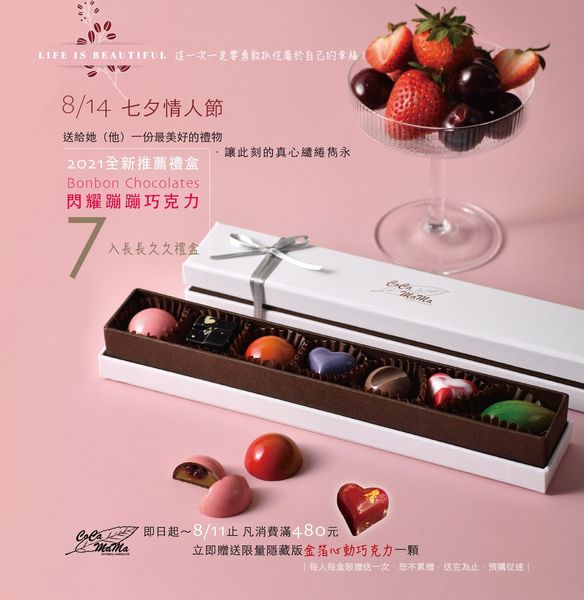 LIFE IS BEAUTIFUL 這一次一定要勇敢抓住屬於自己的幸福！
8/14 七夕情人節
送給她（他）一份最美好的禮物
．讓此刻的真心繾綣雋永
2021全新推薦禮盒
Bonbon Chocolates
閃耀蹦蹦巧克力
7入長長久久禮盒
CoCa
MaMa
CoCa
MaMa
即日起～8/11止 凡消費滿480元
立即贈送限量隱藏版金箔心動巧克力一顆
｜每人每盒限贈送一次．恕不累贈．送完為止．預購從速｜